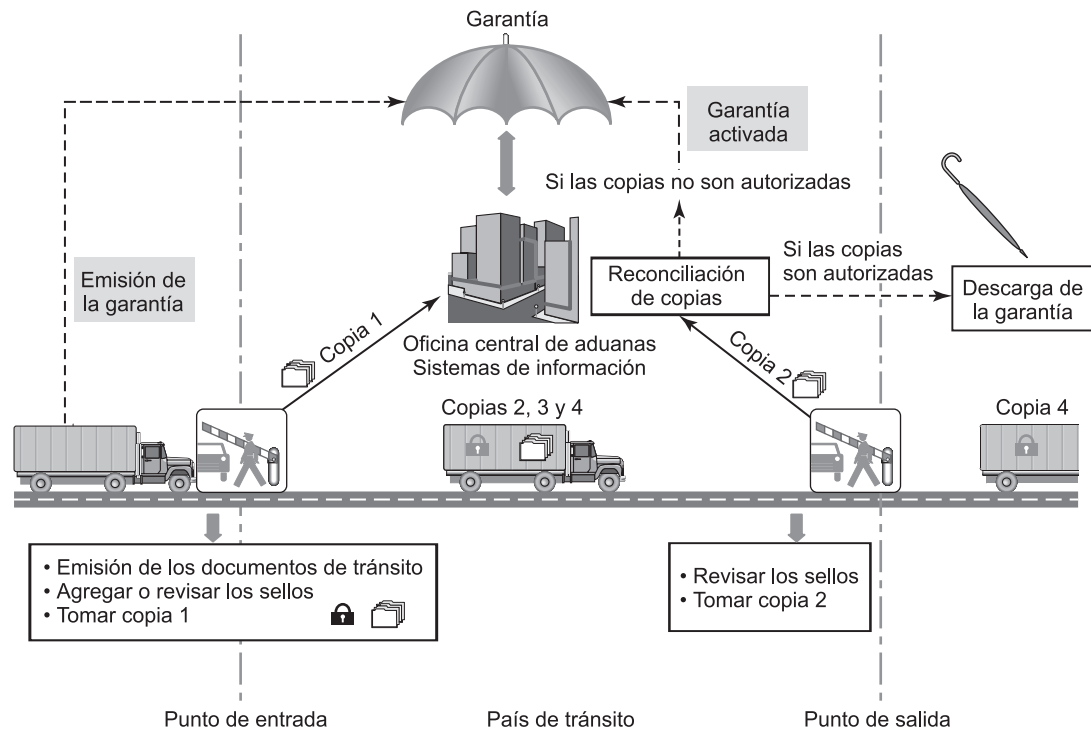 Garantía
Garantía
activada
Si las copias no son autorizadas
Emisión de
la garantía
Si las copias
son autorizadas
Reconciliación
de copias
Descarga de
la garantía
Copia 1
Oficina central de aduanas
Sistemas de información
Copia 2
Copias 2, 3 y 4
Copia 4
• Emisión de los documentos de tránsito
• Agregar o revisar los sellos
• Tomar copia 1
• Revisar los sellos
• Tomar copia 2
Punto de entrada
País de tránsito
Punto de salida